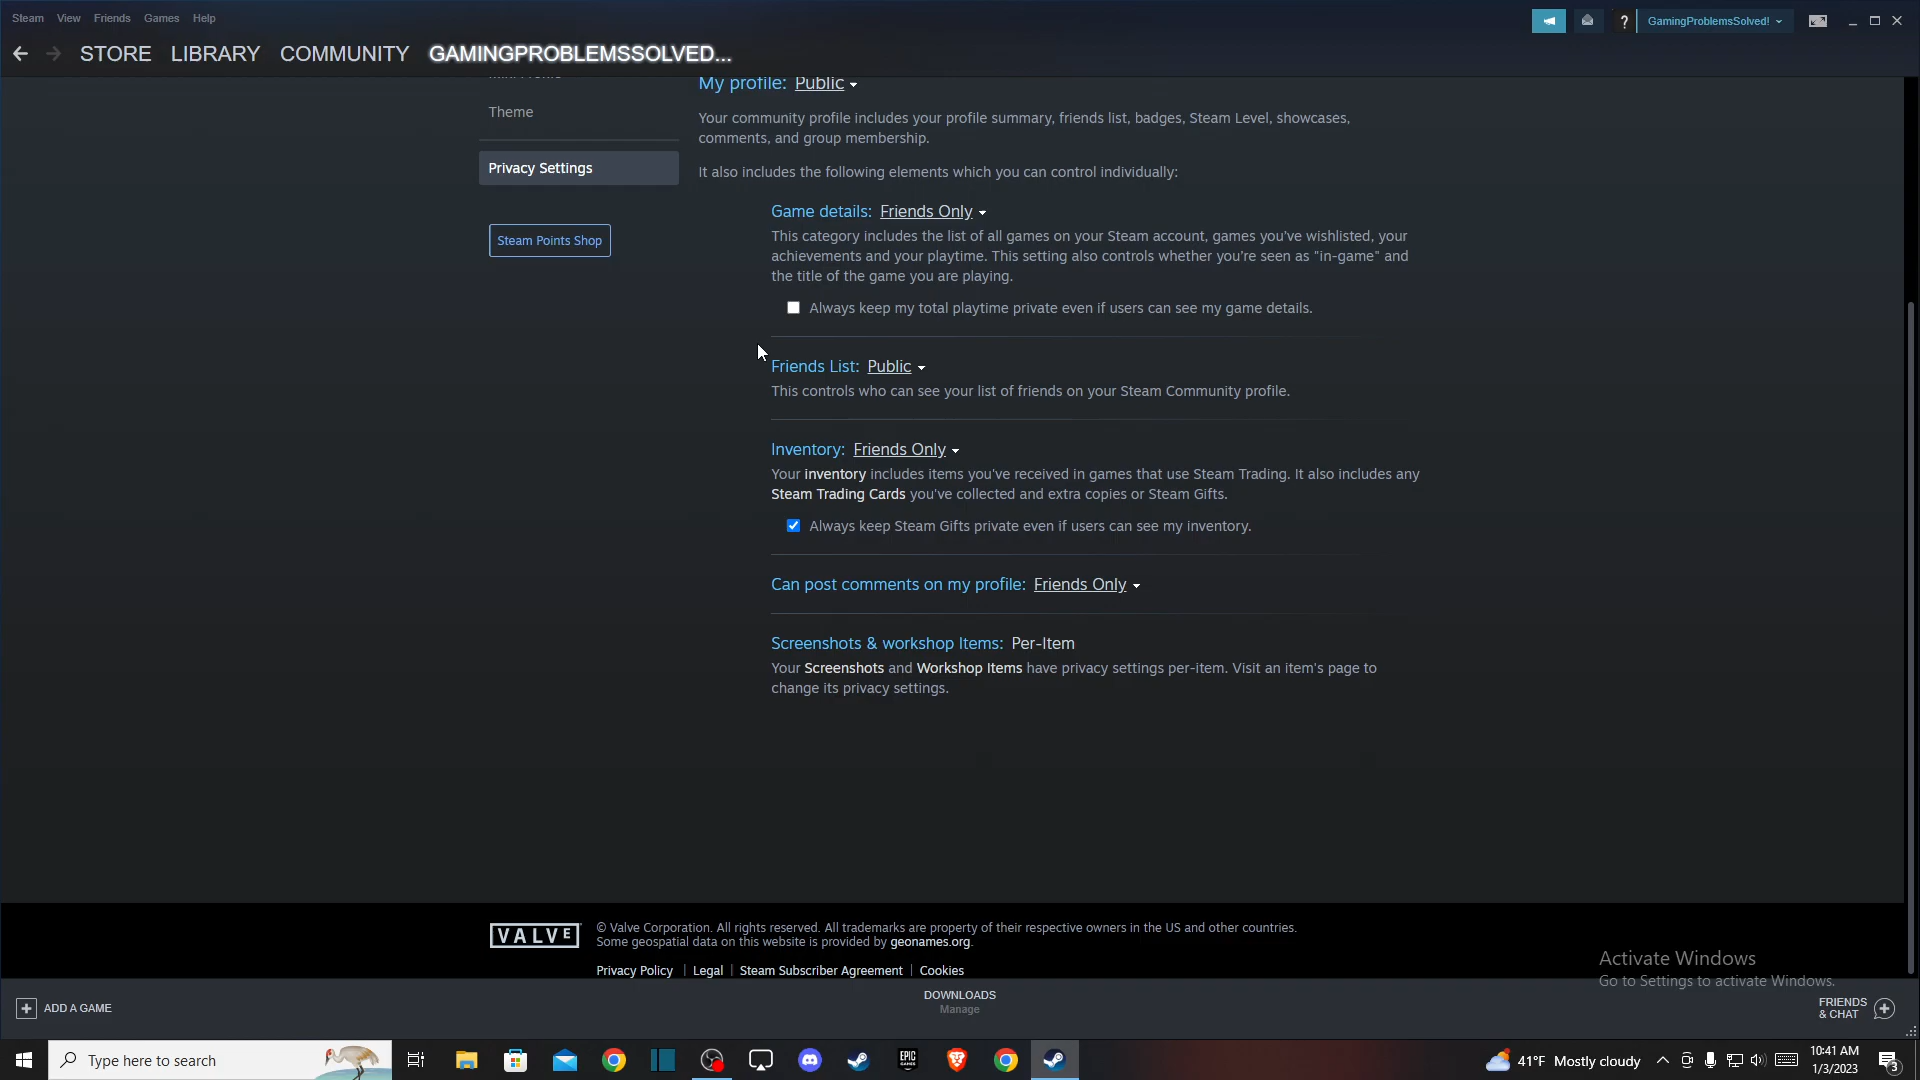 Steam View Friends Games Help
GamingProblemsSolved!
STORE LIBRARY COMMUNITY GAMINGPROBLEMSSOLVED...
My profile: Public
Theme
Your community profile includes your profile summary, friends list, badges, Steam Level, showcases,
comments, and group membership.
Privacy Settings
It also includes the following elements which you can control individually:
Steam Points Shop
Game details: Friends Only
This category includes the list of all games on your Steam account, games you've wishlisted, your
achievements and your playtime. This setting also controls whether you're seen as "in-game" and
the title of the game you are playing.
Always keep my total playtime private even if users can see my game details.
Friends List: Public
This controls who can see your list of friends on your Steam Community profile.
Inventory: Friends Only
Your inventory includes items you've received in games that use Steam Trading. It also includes any
Steam Trading Cards you've collected and extra copies or Steam Gifts.
Always keep Steam Gifts private even if users can see my inventory.
Can post comments on my profile: Friends Only
Screenshots & workshop Items: Per-Item
Your Screenshots and Workshop Items have privacy settings per-item. Visit an item's page to
change its privacy settings.
VALVE
© Valve Corporation. All rights reserved. All trademarks are property of their respective owners in the US and other countries.
Some geospatial data on this website is provided by geonames.org.
Privacy Policy | Legal | Steam Subscriber Agreement | Cookies
Activate Windows
Go to Settings to activate Windows.
ADD A GAME
DOWNLOADS
Manage
FRIENDS
& CHAT
Type here to search
EPIC
GAMES
41°F Mostly cloudy
10:41 AM
1/3/2023
3